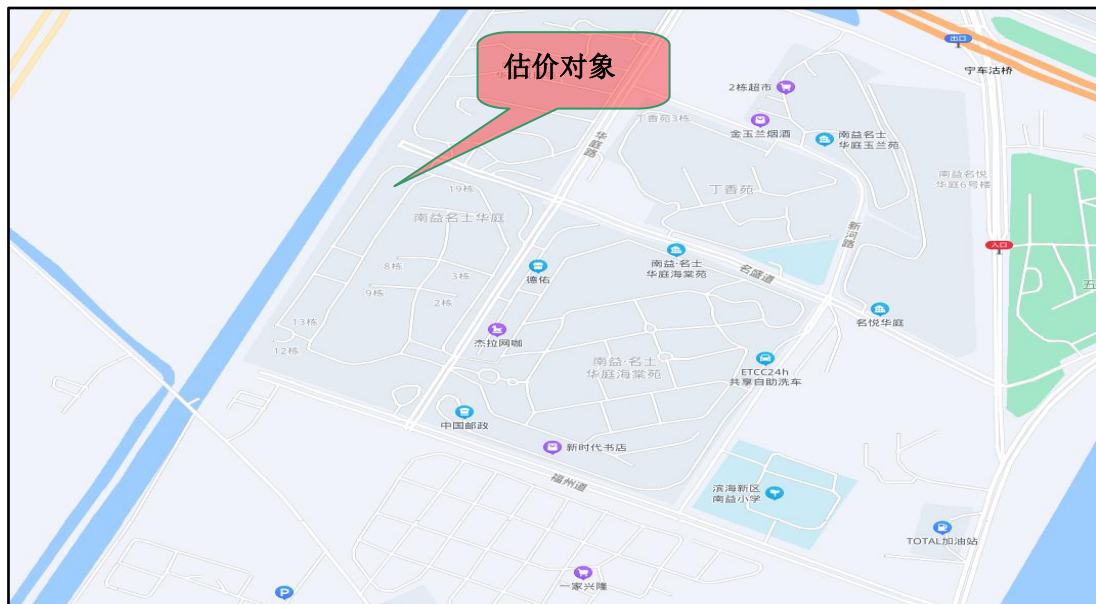 估价对象
出口
宁车沽桥
2栋超市
丁香苑3栋
金玉兰烟酒
南益名士
华庭玉兰苑
华庭路
南益名悦
华庭6号楼
19栋
丁香苑
南益名士华庭
新河路
入口
南益·名士
华庭海棠苑
名盛道
8栋
3栋
德佑
五
9栋
2栋
名悦华庭
13栋
杰拉网咖
12栋
南益·名士
华庭海棠苑
ETCC24h
共享自助洗车
中国邮政
新时代书店
福州道
滨海新区
南益小学
TOTAL加油站
一家兴隆
P